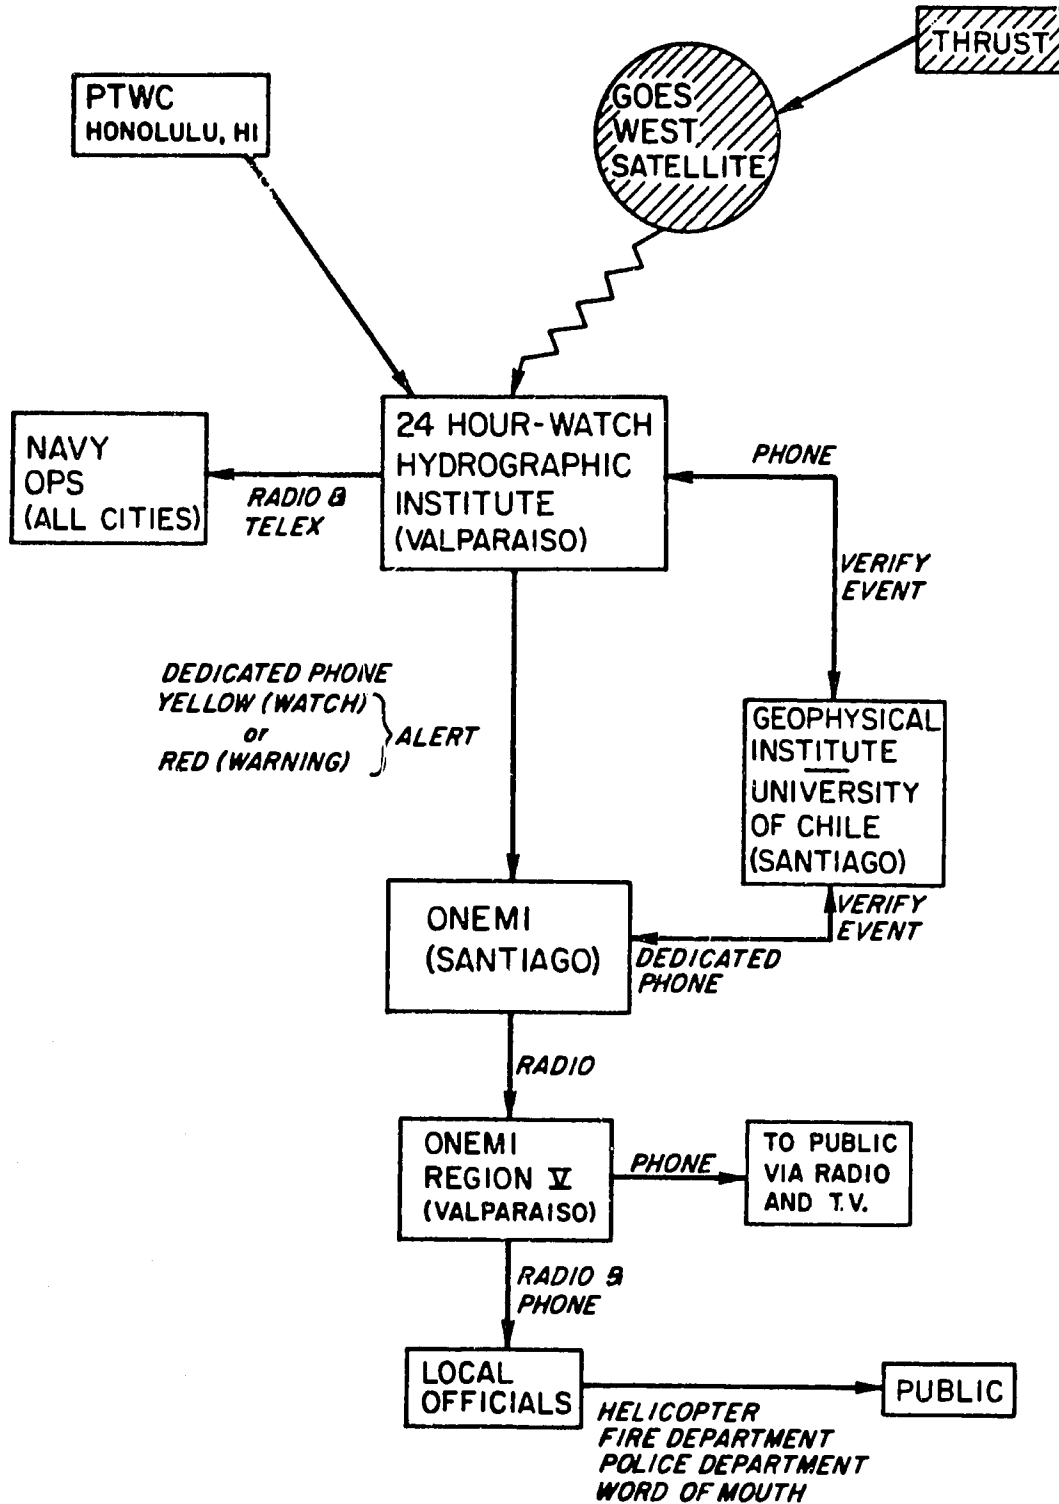 THRUST
GOES
WEST
SATELLITE
PTWC
HONOLULU, HI
24 HOUR-WATCH
HYDROGRAPHIC
INSTITUTE
(VALPARAISO)
NAVY
OPS
(ALL CITIES)
RADIO &
TELEX
PHONE
VERIFY
EVENT
DEDICATED PHONE
YELLOW (WATCH)
or
RED (WARNING)
ALERT
GEOPHYSICAL
INSTITUTE
UNIVERSITY
OF CHILE
(SANTIAGO)
VERIFY
EVENT
ONEMI
(SANTIAGO)
DEDICATED
PHONE
RADIO
ONEMI
REGION V
(VALPARAISO)
PHONE
TO PUBLIC
VIA RADIO
AND T.V.
RADIO &
PHONE
LOCAL
OFFICIALS
PUBLIC
HELICOPTER
FIRE DEPARTMENT
POLICE DEPARTMENT
WORD OF MOUTH